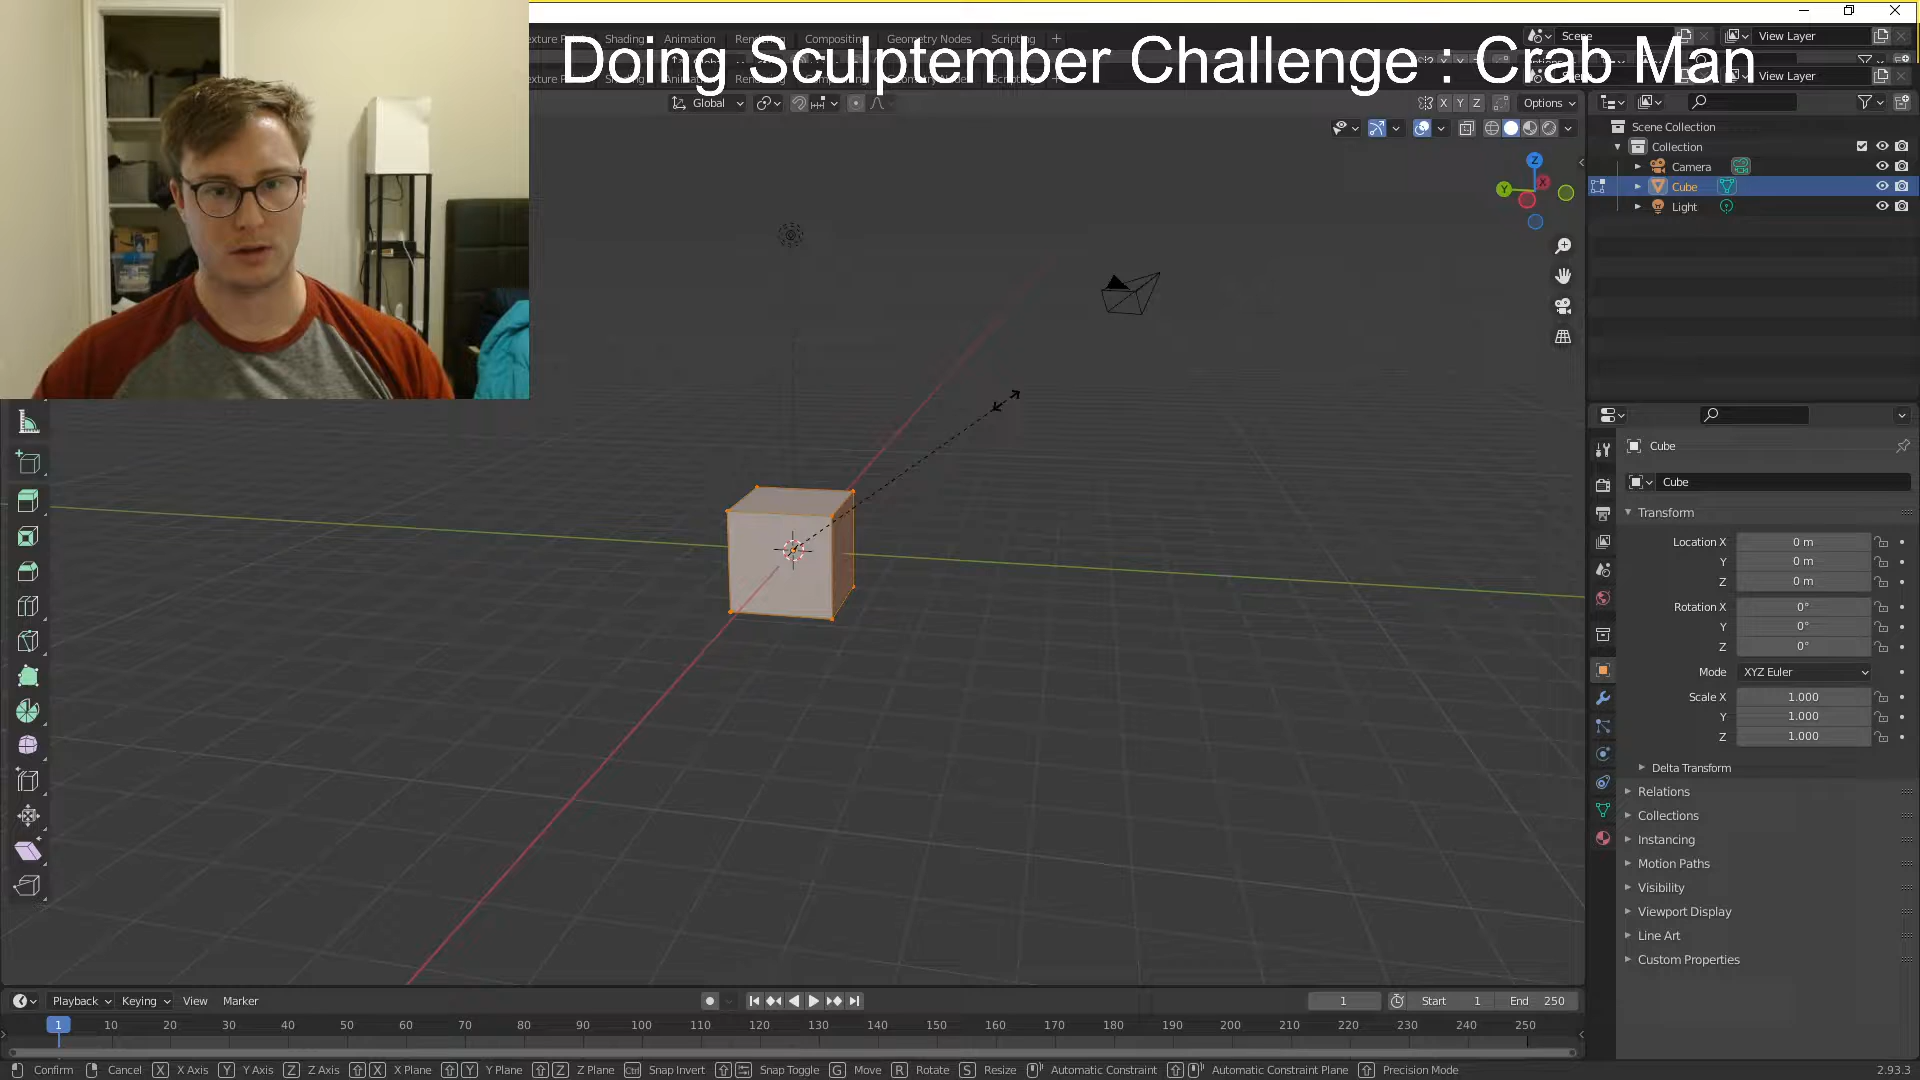 Doing Sculptember Challenge : Crab Man
Shading Animation Compositing Geometry Nodes Scripting +
Scene View Layer
View Layer
Global X Y Z Options
Scene Collection
Collection
Camera
Cube
Light
Z
Y
X
Cube
Cube
Transform
Location X 0 m
Y 0 m
Z 0 m
Rotation X 0°
Y 0°
Z 0°
Mode XYZ Euler
Scale X 1.000
Y 1.000
Z 1.000
Delta Transform
Relations
Collections
Instancing
Motion Paths
Visibility
Viewport Display
Line Art
Custom Properties
Playback Keying View Marker 1 Start 1 End 250
1 10 20 30 40 50 60 70 80 90 100 110 120 130 140 150 160 170 180 190 200 210 220 230 240 250
Confirm Cancel X X Axis Y Y Axis Z Z Axis X X Plane Y Y Plane Z Z Plane Ctrl Snap Invert Snap Toggle G Move R Rotate S Resize Automatic Constraint Automatic Constraint Plane Precision Mode 2.93.3